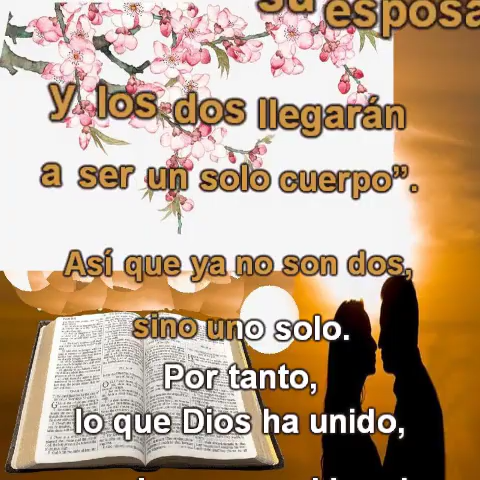 su esposa
y los dos llegarán
a ser un solo cuerpo”.
Así que ya no son dos,
sino uno solo.
Por tanto,
lo que Dios ha unido,